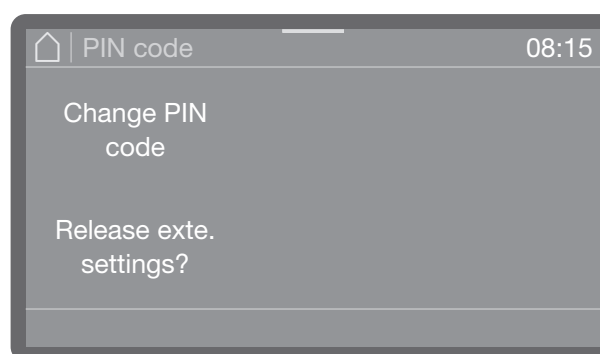 PIN code 08:15
Change PIN
code
Release exte.
settings?